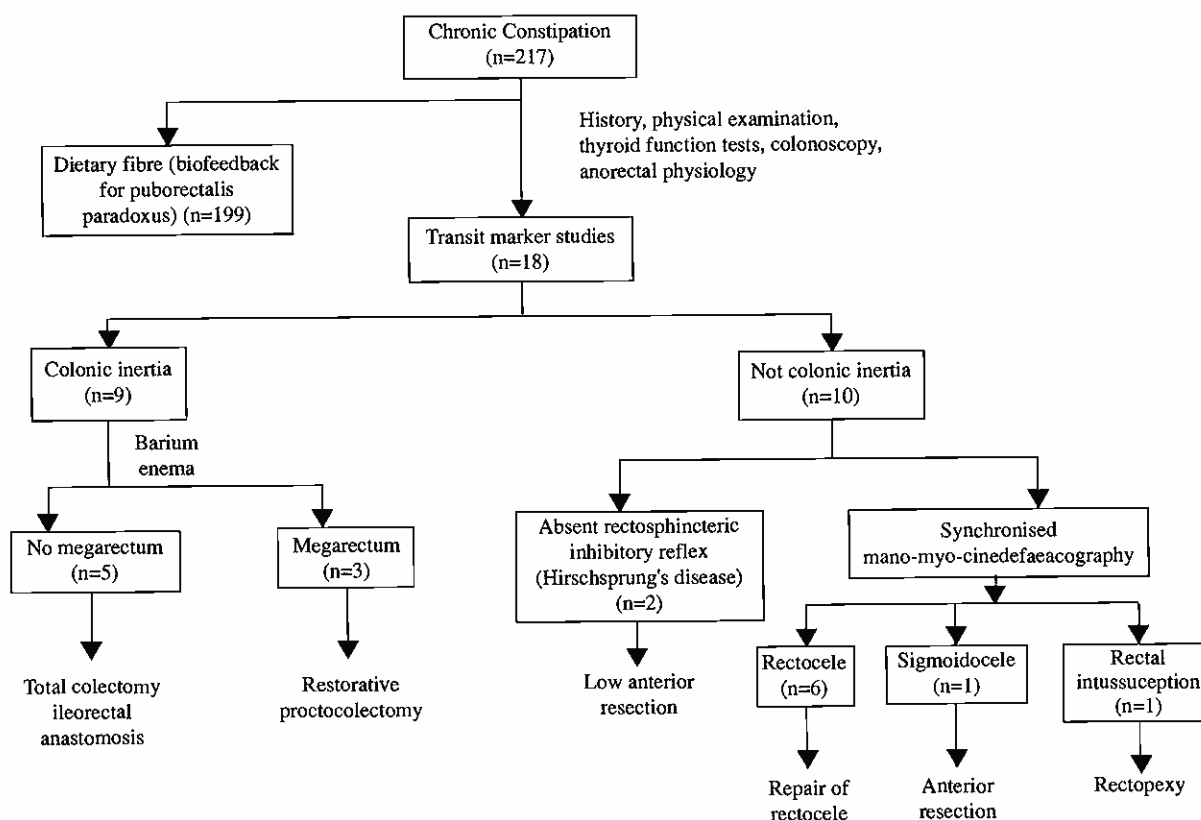 Chronic Constipation
(n=217)
History, physical examination,
thyroid function tests, colonoscopy,
anorectal physiology
Dietary fibre (biofeedback
for puborectalis
paradoxus) (n=199)
Transit marker studies
(n=18)
Colonic inertia
(n=9)
Not colonic inertia
(n=10)
Barium
enema
No megarectum
(n=5)
Megarectum
(n=3)
Absent rectosphincteric
inhibitory reflex
(Hirschsprung's disease)
(n=2)
Synchronised
mano-myo-cinedefaeacography
Rectocele
(n=6)
Sigmoidocele
(n=1)
Rectal
intussuception
(n=1)
Total colectomy
ileorectal
anastomosis
Restorative
proctocolectomy
Low anterior
resection
Repair of
rectocele
Anterior
resection
Rectopexy